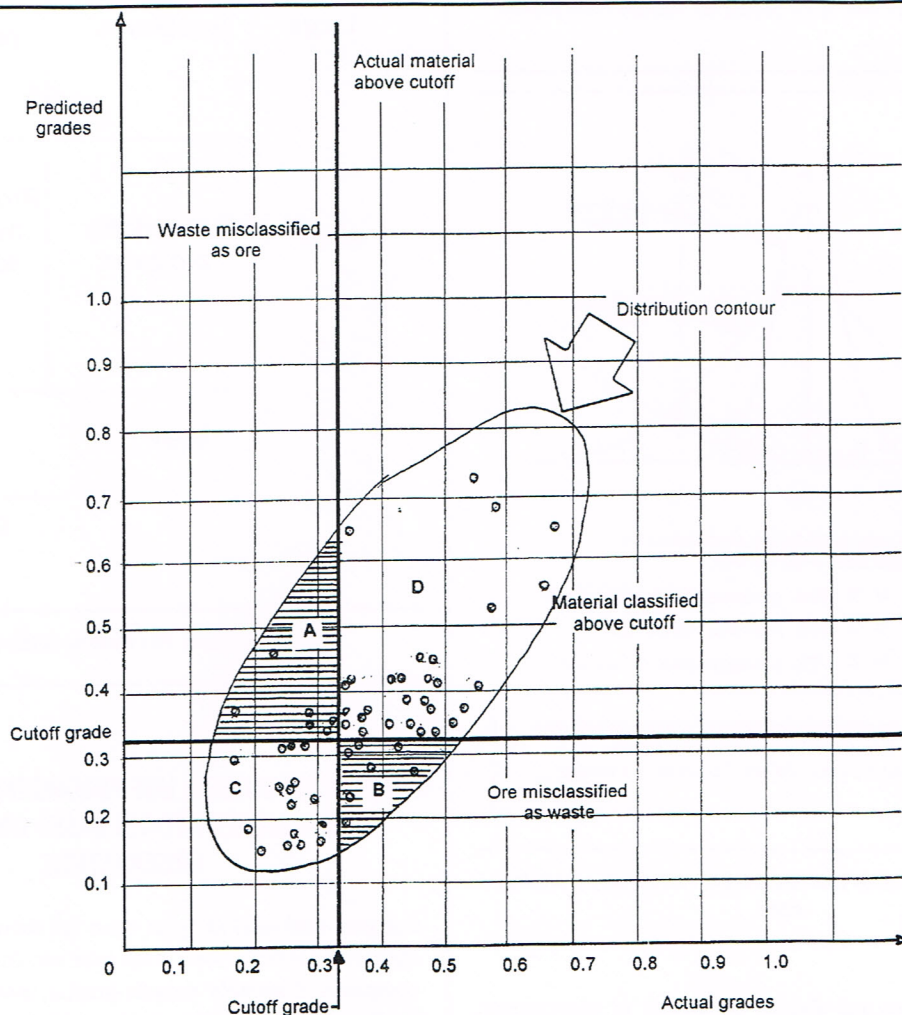 Actual material
above cutoff
Predicted
grades
Waste misclassified
as ore
1.0
Distribution contour
0.9
0.8
0.7
0.6
D
A
Material classified
above cutoff
0.5
0.4
Cutoff grade
0.3
C
B
Ore misclassified
as waste
0.2
0.1
0 0.1 0.2 0.3 0.4 0.5 0.6 0.7 0.8 0.9 1.0
Cutoff grade
Actual grades